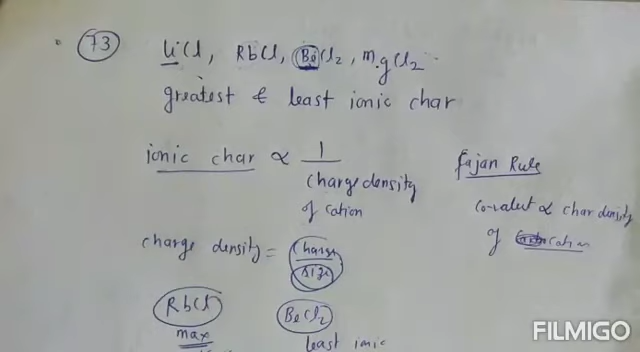 73 LiCl, RbCl, BeCl2, MgCl2
greatest & least ionic char
ionic char ∝ 1 / Charge density of Cation
Fajan Rule
Covalent ∝ char density
of Cation
Charge density = Charge / size
RbCl
max
BeCl2
least ionic
FILMIGO